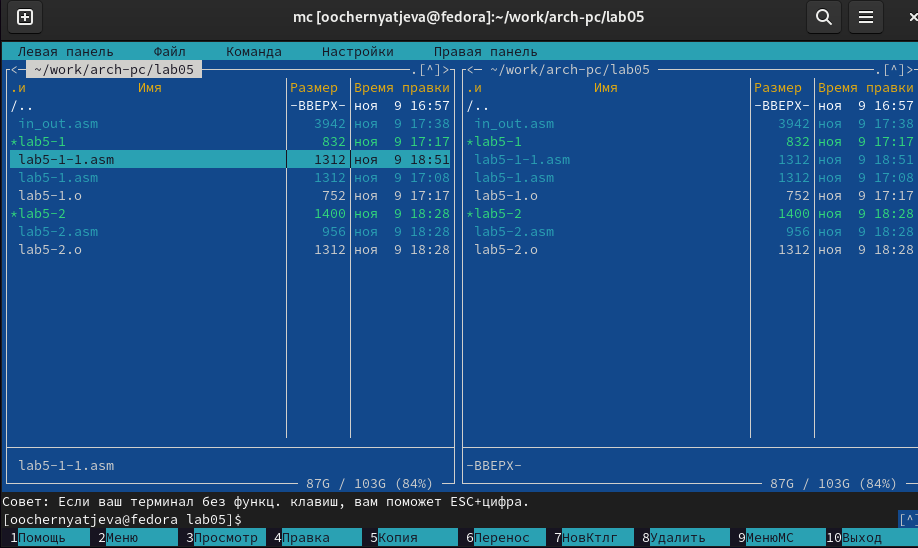 mc [oochernyatjeva@fedora]:~/work/arch-pc/lab05
Левая панель Файл Команда Настройки Правая панель
<─ ~/work/arch-pc/lab05 .[^]> <─ ~/work/arch-pc/lab05 .[^]>
.и Имя Размер Время правки .и Имя Размер Время правки
/.. -ВВЕРХ- ноя 9 16:57 /.. -ВВЕРХ- ноя 9 16:57
in_out.asm 3942 ноя 9 17:38 in_out.asm 3942 ноя 9 17:38
*lab5-1 832 ноя 9 17:17 *lab5-1 832 ноя 9 17:17
lab5-1-1.asm 1312 ноя 9 18:51 lab5-1-1.asm 1312 ноя 9 18:51
lab5-1.asm 1312 ноя 9 17:08 lab5-1.asm 1312 ноя 9 17:08
lab5-1.o 752 ноя 9 17:17 lab5-1.o 752 ноя 9 17:17
*lab5-2 1400 ноя 9 18:28 *lab5-2 1400 ноя 9 18:28
lab5-2.asm 956 ноя 9 18:28 lab5-2.asm 956 ноя 9 18:28
lab5-2.o 1312 ноя 9 18:28 lab5-2.o 1312 ноя 9 18:28
lab5-1-1.asm -ВВЕРХ-
87G / 103G (84%) 87G / 103G (84%)
Совет: Если ваш терминал без функц. клавиш, вам поможет ESC+цифра.
[oochernyatjeva@fedora lab05]$ [^]
1Помощь 2Меню 3Просмотр 4Правка 5Копия 6Перенос 7НовКтлг 8Удалить 9МенюМС 10Выход